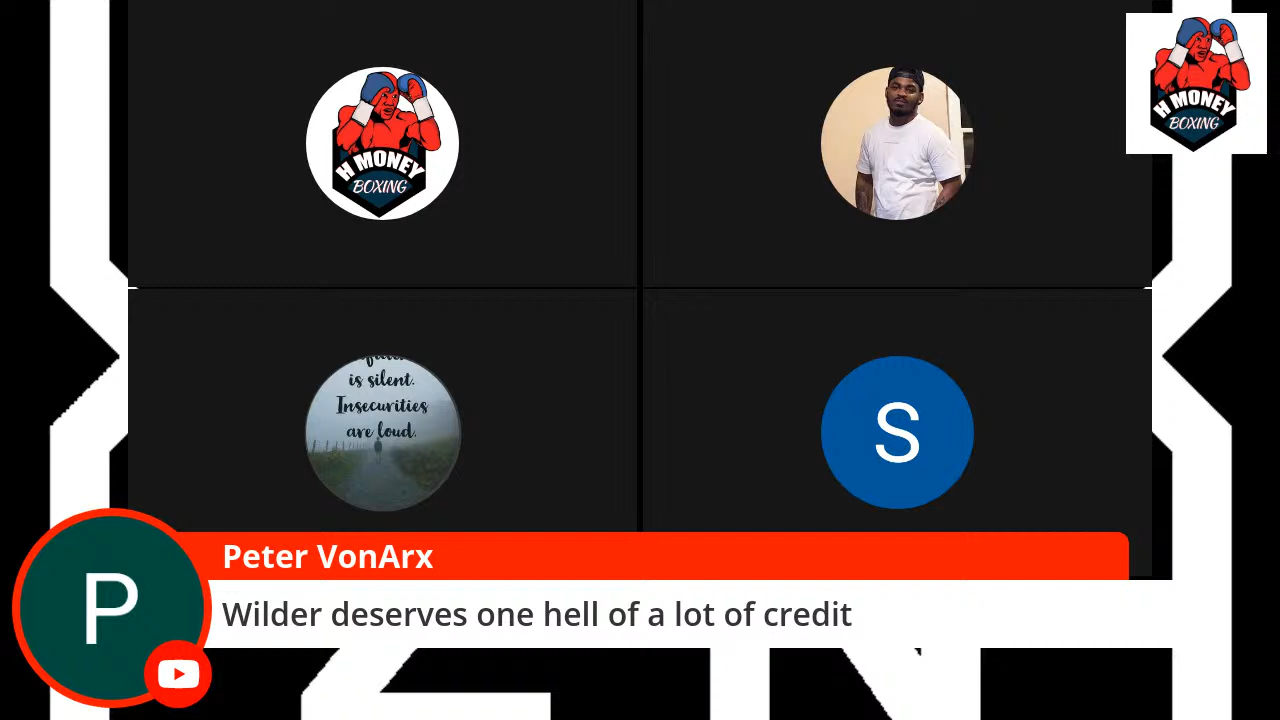 H MONEY
BOXING
H MONEY
BOXING
is silent.
Insecurities
are loud.
S
P
Peter VonArx
Wilder deserves one hell of a lot of credit